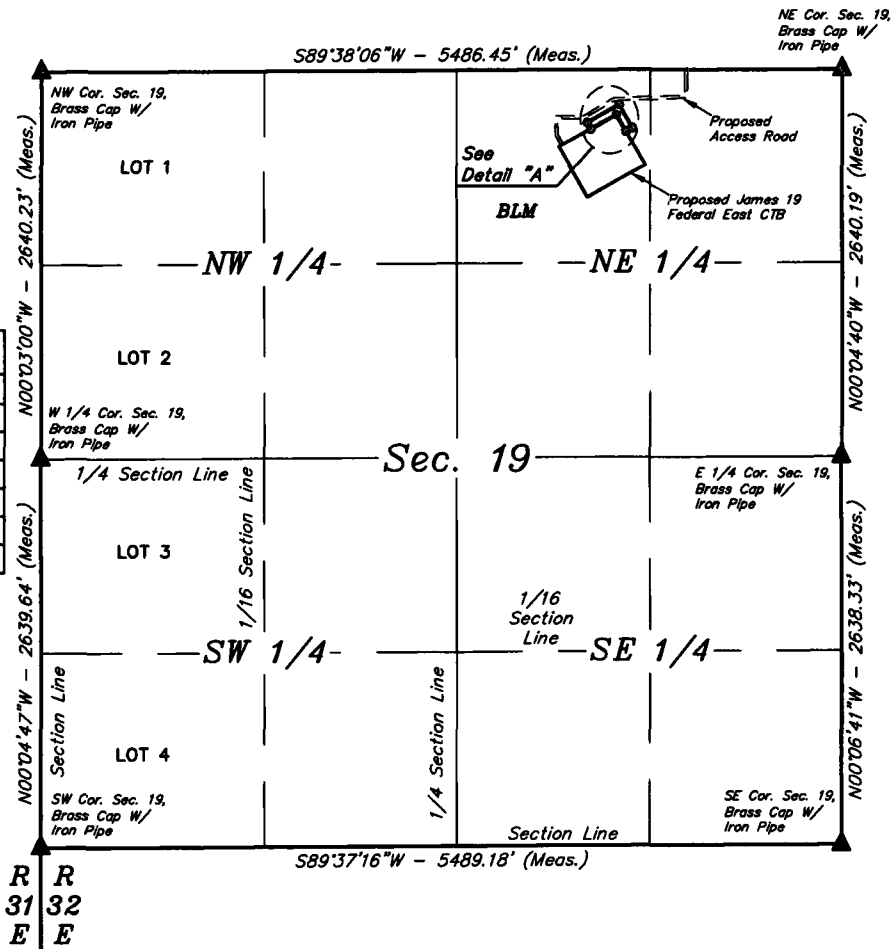 NE Cor. Sec. 19,
Brass Cap W/
Iron Pipe
S89°38'06"W - 5486.45' (Meas.)
NW Cor. Sec. 19,
Brass Cap W/
Iron Pipe
LOT 1
See
Detail "A"
BLM
Proposed
Access Road
Proposed James 19
Federal East CTB
N00°03'00"W - 2640.23' (Meas.)
N00°04'40"W - 2640.19' (Meas.)
NW 1/4
NE 1/4
LOT 2
W 1/4 Cor. Sec. 19,
Brass Cap W/
Iron Pipe
Sec. 19
1/4 Section Line
E 1/4 Cor. Sec. 19,
Brass Cap W/
Iron Pipe
LOT 3
1/16 Section Line
1/16
Section
Line
N00°04'47"W - 2639.64' (Meas.)
N00°06'41"W - 2638.33' (Meas.)
SW 1/4
SE 1/4
Section Line
LOT 4
1/4 Section Line
SW Cor. Sec. 19,
Brass Cap W/
Iron Pipe
SE Cor. Sec. 19,
Brass Cap W/
Iron Pipe
Section Line
S89°37'16"W - 5489.18' (Meas.)
R R
31 32
E E